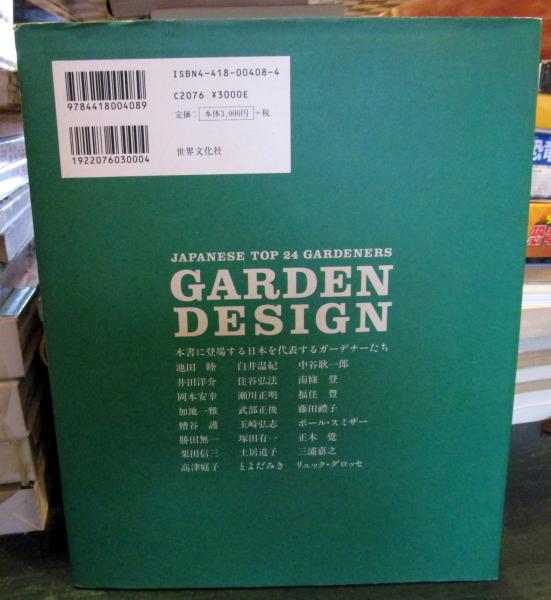 ISBN4-418-00408-4
C2076 ¥3000E
定価：本体3,000円＋税
9784418004089
1922076030004
世界文化社
JAPANESE TOP 24 GARDENERS
GARDEN
DESIGN
本書に登場する日本を代表するガーデナーたち
池田 睦 白井温紀 中谷耿一郎
井田洋介 住谷弘法 南條 登
岡本安幸 瀬川正明 福住 豊
加地一雅 武部正俊 藤田禮子
糟谷 護 玉崎弘志 ポール・スミザー
勝田無一 塚田有一 正木 覺
栗田信三 土居道子 三浦嘉之
高津庭子 とよだみき リュック・グロッセ
恐竜